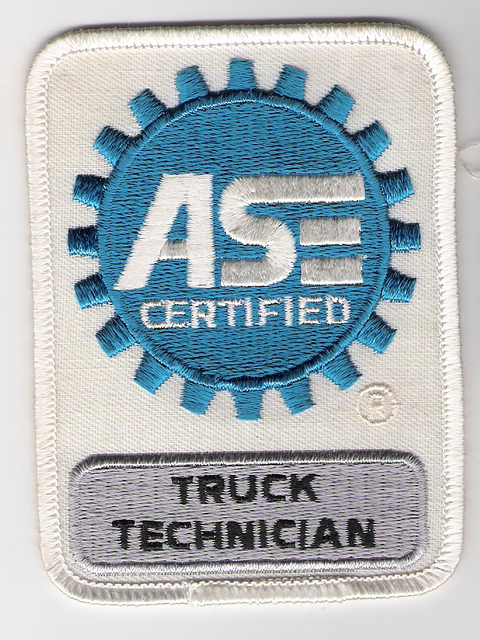 ASE
CERTIFIED
®
TRUCK
TECHNICIAN